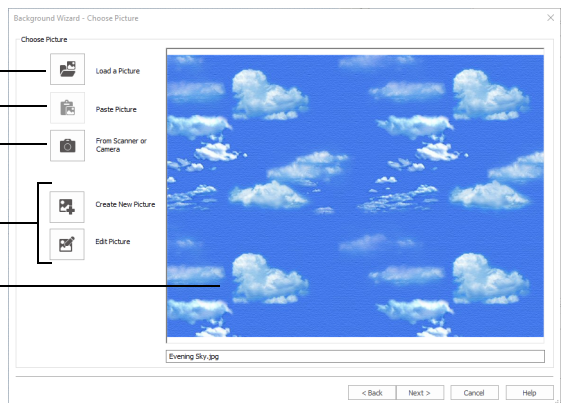 Background Wizard - Choose Picture
Choose Picture
Load a Picture
Paste Picture
From Scanner or
Camera
Create New Picture
Edit Picture
Evening Sky.jpg
< Back
Next >
Cancel
Help